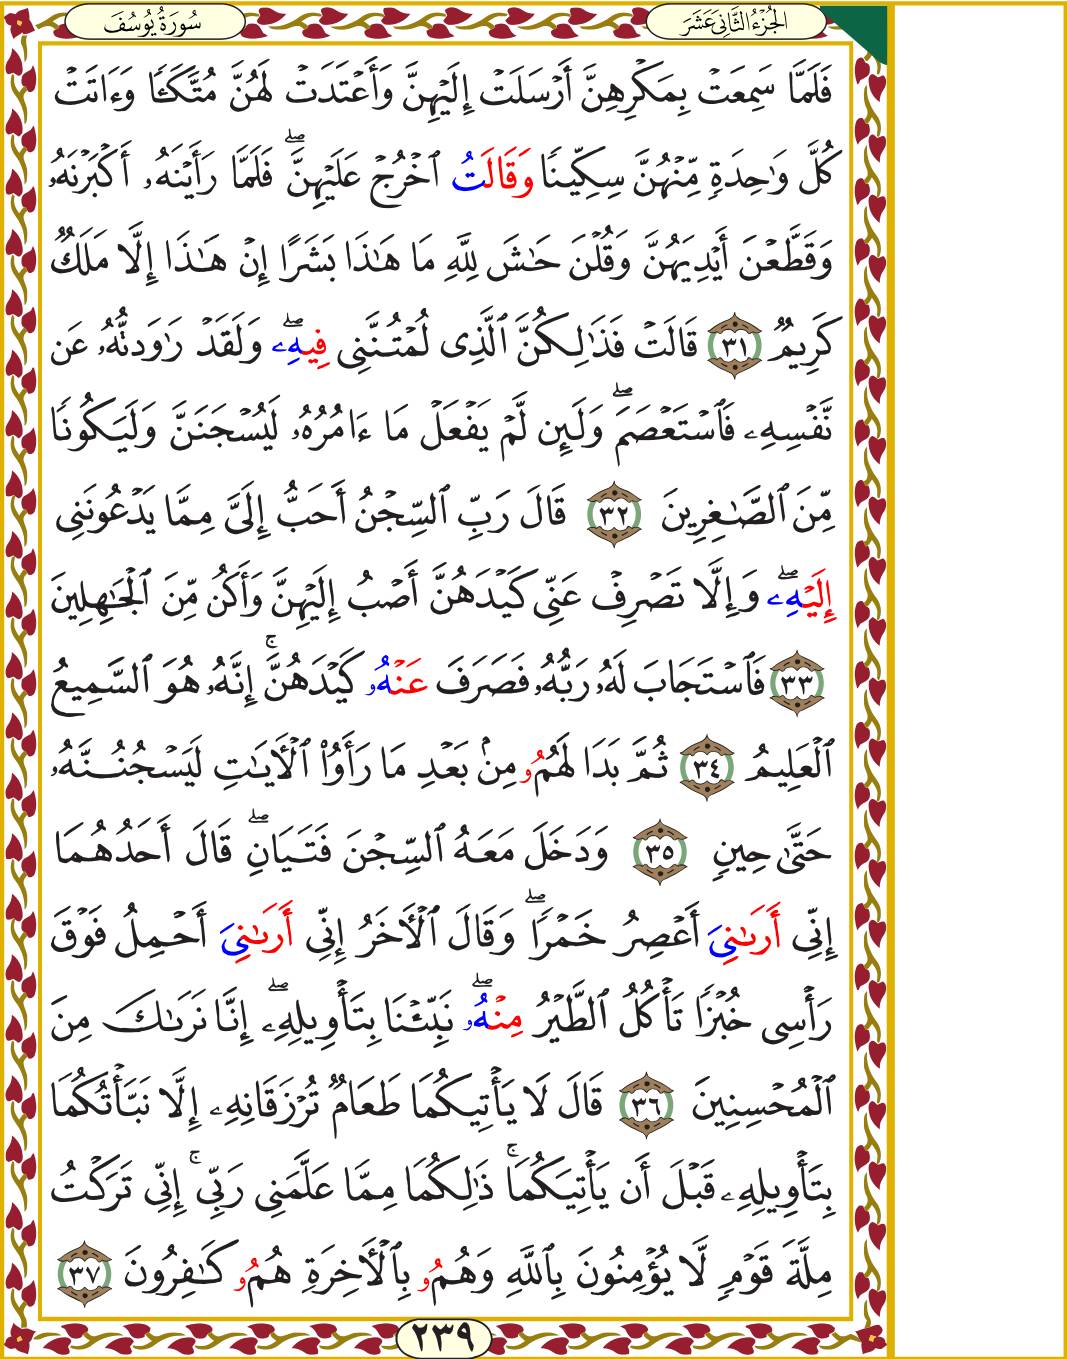 الجُزْءُ الثَّانِي عَشَرَ
سُورَةُ يُوسُفَ
فَلَمَّا سَمِعَتْ بِمَكْرِهِنَّ أَرْسَلَتْ إِلَيْهِنَّ وَأَعْتَدَتْ لَهُنَّ مُتَّكَـًٔا وَءَاتَتْ
كُلَّ وَٰحِدَةٍ مِّنْهُنَّ سِكِّينًا وَقَالَتُ ٱخْرُجْ عَلَيْهِنَّۖ فَلَمَّا رَأَيْنَهُۥٓ أَكْبَرْنَهُۥ
وَقَطَّعْنَ أَيْدِيَهُنَّ وَقُلْنَ حَـٰشَ لِلَّهِ مَا هَـٰذَا بَشَرًا إِنْ هَـٰذَآ إِلَّا مَلَكٌ
كَرِيمٌ ٣١ قَالَتْ فَذَٰلِكُنَّ ٱلَّذِى لُمْتُنَّنِى فِيهِۦۖ وَلَقَدْ رَٰوَدتُّهُۥ عَن
نَّفْسِهِۦ فَٱسْتَعْصَمَۖ وَلَئِن لَّمْ يَفْعَلْ مَآ ءَامُرُهُۥ لَيُسْجَنَنَّ وَلَيَكُونًا
مِّنَ ٱلصَّـٰغِرِينَ ٣٢ قَالَ رَبِّ ٱلسِّجْنُ أَحَبُّ إِلَىَّ مِمَّا يَدْعُونَنِىٓ
إِلَيْهِۦۖ وَإِلَّا تَصْرِفْ عَنِّى كَيْدَهُنَّ أَصْبُ إِلَيْهِنَّ وَأَكُن مِّنَ ٱلْجَـٰهِلِينَ
٣٣ فَٱسْتَجَابَ لَهُۥ رَبُّهُۥ فَصَرَفَ عَنْهُۥ كَيْدَهُنَّۚ إِنَّهُۥ هُوَ ٱلسَّمِيعُ
ٱلْعَلِيمُ ٣٤ ثُمَّ بَدَا لَهُمُۥ مِنۢ بَعْدِ مَا رَأَوُا۟ ٱلْـَٔايَـٰتِ لَيَسْجُنُنَّهُۥ
حَتَّىٰ حِينٍ ٣٥ وَدَخَلَ مَعَهُ ٱلسِّجْنَ فَتَيَانِۖ قَالَ أَحَدُهُمَآ
إِنِّىٓ أَرَىٰنِىَ أَعْصِرُ خَمْرًاۖ وَقَالَ ٱلْـَٔاخَرُ إِنِّىٓ أَرَىٰنِىَ أَحْمِلُ فَوْقَ
رَأْسِى خُبْزًا تَأْكُلُ ٱلطَّيْرُ مِنْهُۥۖ نَبِّئْنَا بِتَأْوِيلِهِۦٓۖ إِنَّا نَرَىٰكَ مِنَ
ٱلْمُحْسِنِينَ ٣٦ قَالَ لَا يَأْتِيكُمَا طَعَامٌ تُرْزَقَانِهِۦٓ إِلَّا نَبَّأْتُكُمَا
بِتَأْوِيلِهِۦ قَبْلَ أَن يَأْتِيَكُمَاۚ ذَٰلِكُمَا مِمَّا عَلَّمَنِى رَبِّىٓۚ إِنِّى تَرَكْتُ
مِلَّةَ قَوْمٍ لَّا يُؤْمِنُونَ بِٱللَّهِ وَهُمُۥ بِٱلْـَٔاخِرَةِ هُمُۥ كَـٰفِرُونَ ٣٧
٢٣٩